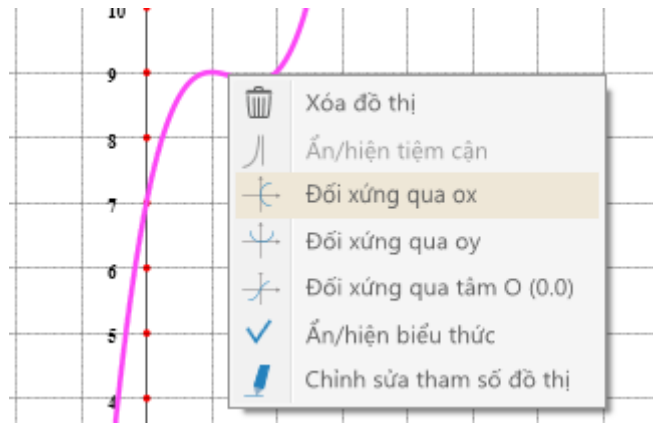 10
9
8
7
6
5
4
Xóa đồ thị
Ẩn/hiện tiệm cận
Đối xứng qua ox
Đối xứng qua oy
Đối xứng qua tâm O (0.0)
Ẩn/hiện biểu thức
Chỉnh sửa tham số đồ thị